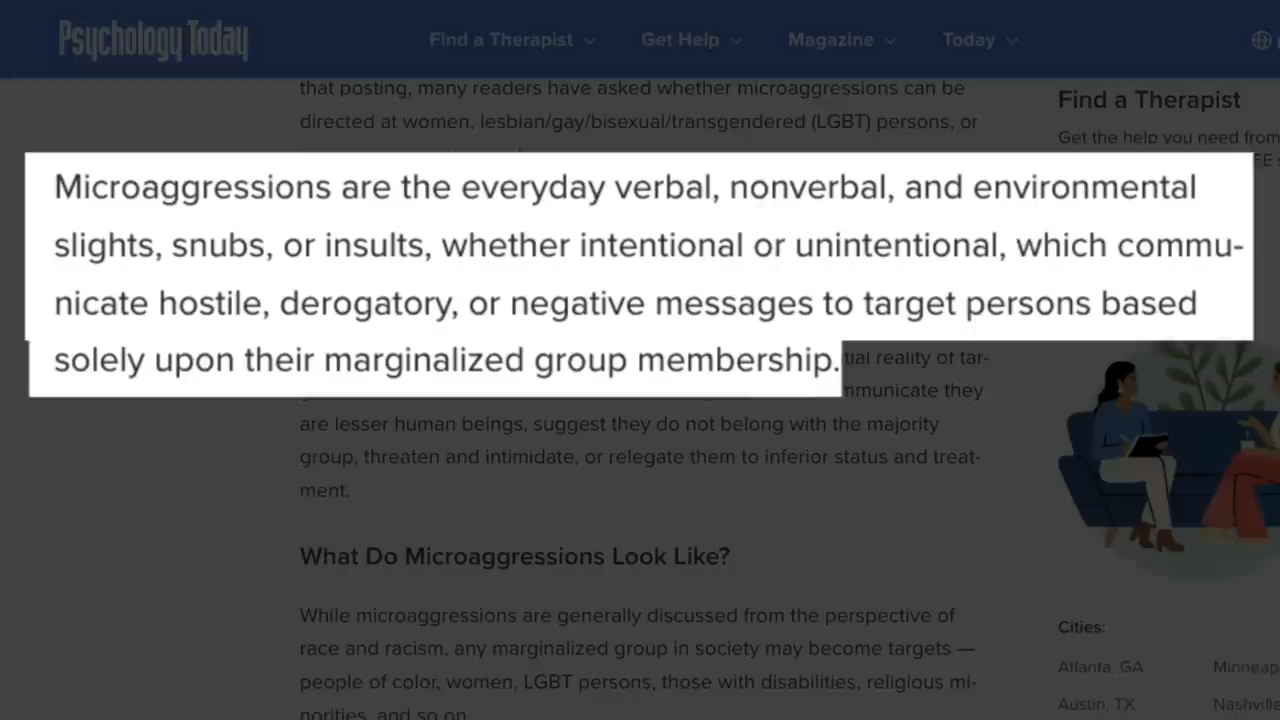 Psychology Today
Find a Therapist
Get Help
Magazine
Today
that posting, many readers have asked whether microaggressions can be
directed at women, lesbian/gay/bisexual/transgendered (LGBT) persons, or
Find a Therapist
Get the help you need from
Microaggressions are the everyday verbal, nonverbal, and environmental
slights, snubs, or insults, whether intentional or unintentional, which commu-
nicate hostile, derogatory, or negative messages to target persons based
solely upon their marginalized group membership.
reality of tar-
they
are lesser human beings, suggest they do not belong with the majority
group, threaten and intimidate, or relegate them to inferior status and treat-
ment.
What Do Microaggressions Look Like?
While microaggressions are generally discussed from the perspective of
race and racism, any marginalized group in society may become targets —
people of color, women, LGBT persons, those with disabilities, religious mi-
norities, and so on.
Cities:
Atlanta, GA
Austin, TX